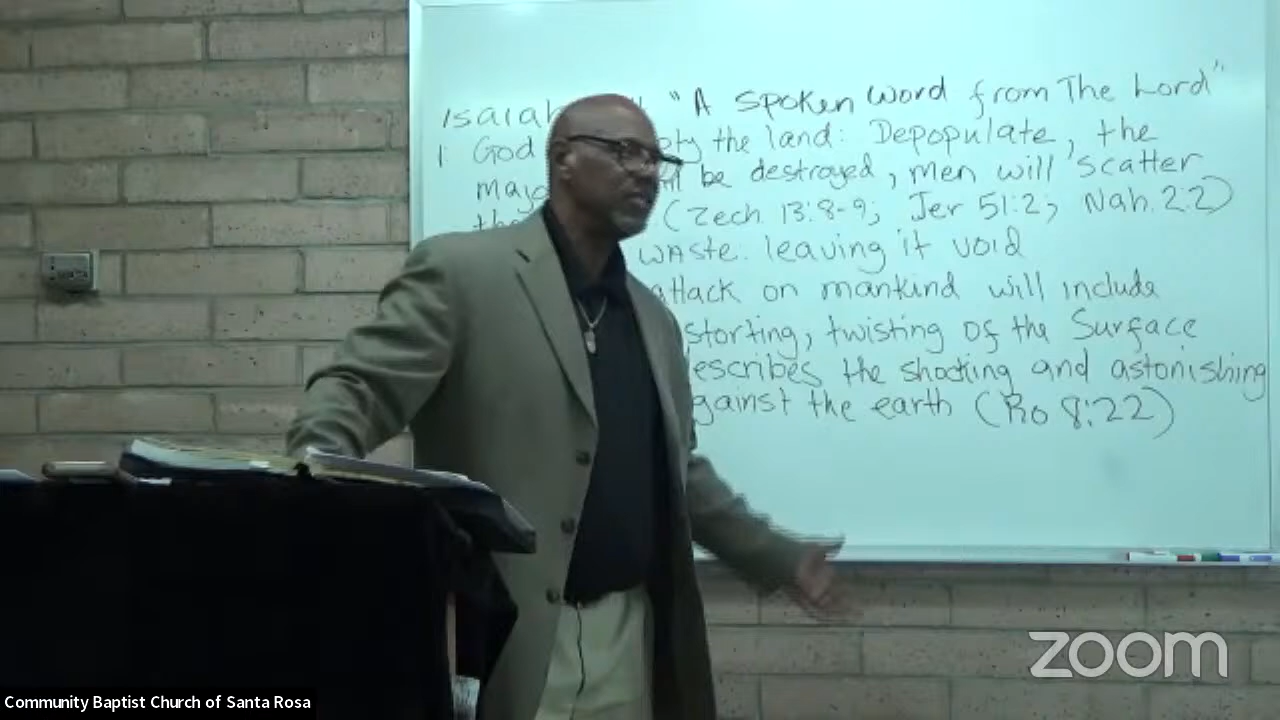 Isaiah "A Spoken Word from The Lord"
1: God the land: Depopulate, the
be destroyed, men will scatter
(Zech 13:8-9; Jer 51:2; Nah. 2:2)
waste. leaving it void
attack on mankind will include
storting, twisting of the Surface
escribes the shocking and astonishing
gainst the earth (Ro 8:22)
zoom
Community Baptist Church of Santa Rosa